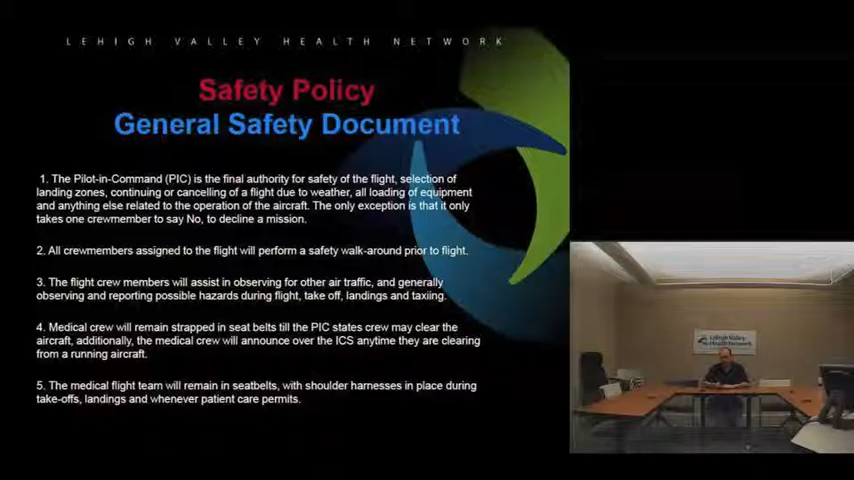 LEHIGH VALLEY HEALTH NETWORK
Safety Policy
General Safety Document
1. The Pilot-in-Command (PIC) is the final authority for safety of the flight, selection of
landing zones, continuing or cancelling of a flight due to weather, all loading of equipment
and anything else related to the operation of the aircraft. The only exception is that it only
takes one crewmember to say No, to decline a mission.
2. All crewmembers assigned to the flight will perform a safety walk-around prior to flight.
3. The flight crew members will assist in observing for other air traffic, and generally
observing and reporting possible hazards during flight, take off, landings and taxiing.
4. Medical crew will remain strapped in seat belts till the PIC states crew may clear the
aircraft, additionally, the medical crew will announce over the ICS anytime they are clearing
from a running aircraft.
5. The medical flight team will remain in seatbelts, with shoulder harnesses in place during
take-offs, landings and whenever patient care permits.
Lehigh Valley
Health Network